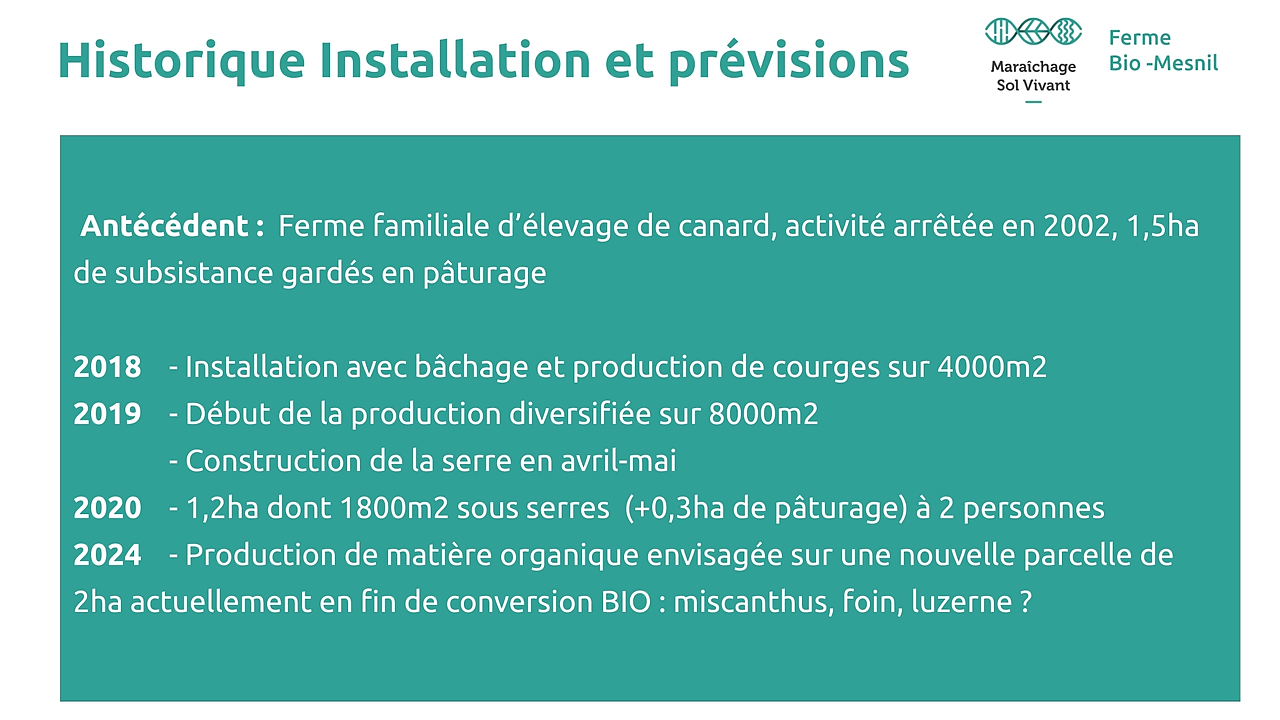 Historique Installation et prévisions
Maraîchage
Sol Vivant
Ferme
Bio -Mesnil
Antécédent : Ferme familiale d’élevage de canard, activité arrêtée en 2002, 1,5ha
de subsistance gardés en pâturage
2018 - Installation avec bâchage et production de courges sur 4000m2
2019 - Début de la production diversifiée sur 8000m2
- Construction de la serre en avril-mai
2020 - 1,2ha dont 1800m2 sous serres (+0,3ha de pâturage) à 2 personnes
2024 - Production de matière organique envisagée sur une nouvelle parcelle de
2ha actuellement en fin de conversion BIO : miscanthus, foin, luzerne ?